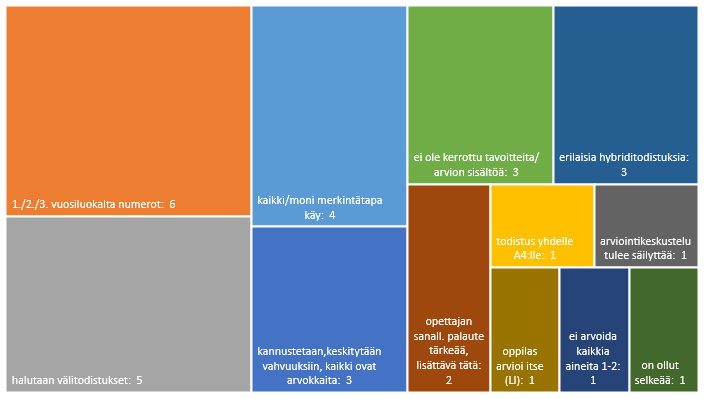 1./2./3. vuosiluokalta numerot: 6
halutaan välitodistukset: 5
kaikki/moni merkintätapa
käy: 4
kannustetaan,keskitytään
vahvuuksiin, kaikki ovat
arvokkaita: 3
ei ole kerrottu tavoitteita/
arvion sisältöä: 3
erilaisia hybriditodistuksia:
3
opettajan
sanall. palaute
tärkeää,
lisättävä tätä:
2
todistus yhdelle
A4:lle: 1
arviointikeskustelu
tulee säilyttää: 1
oppilas
arvioi itse
(LI): 1
ei arvoida
kaikkia
aineita 1-2:
1
on ollut
selkeää: 1